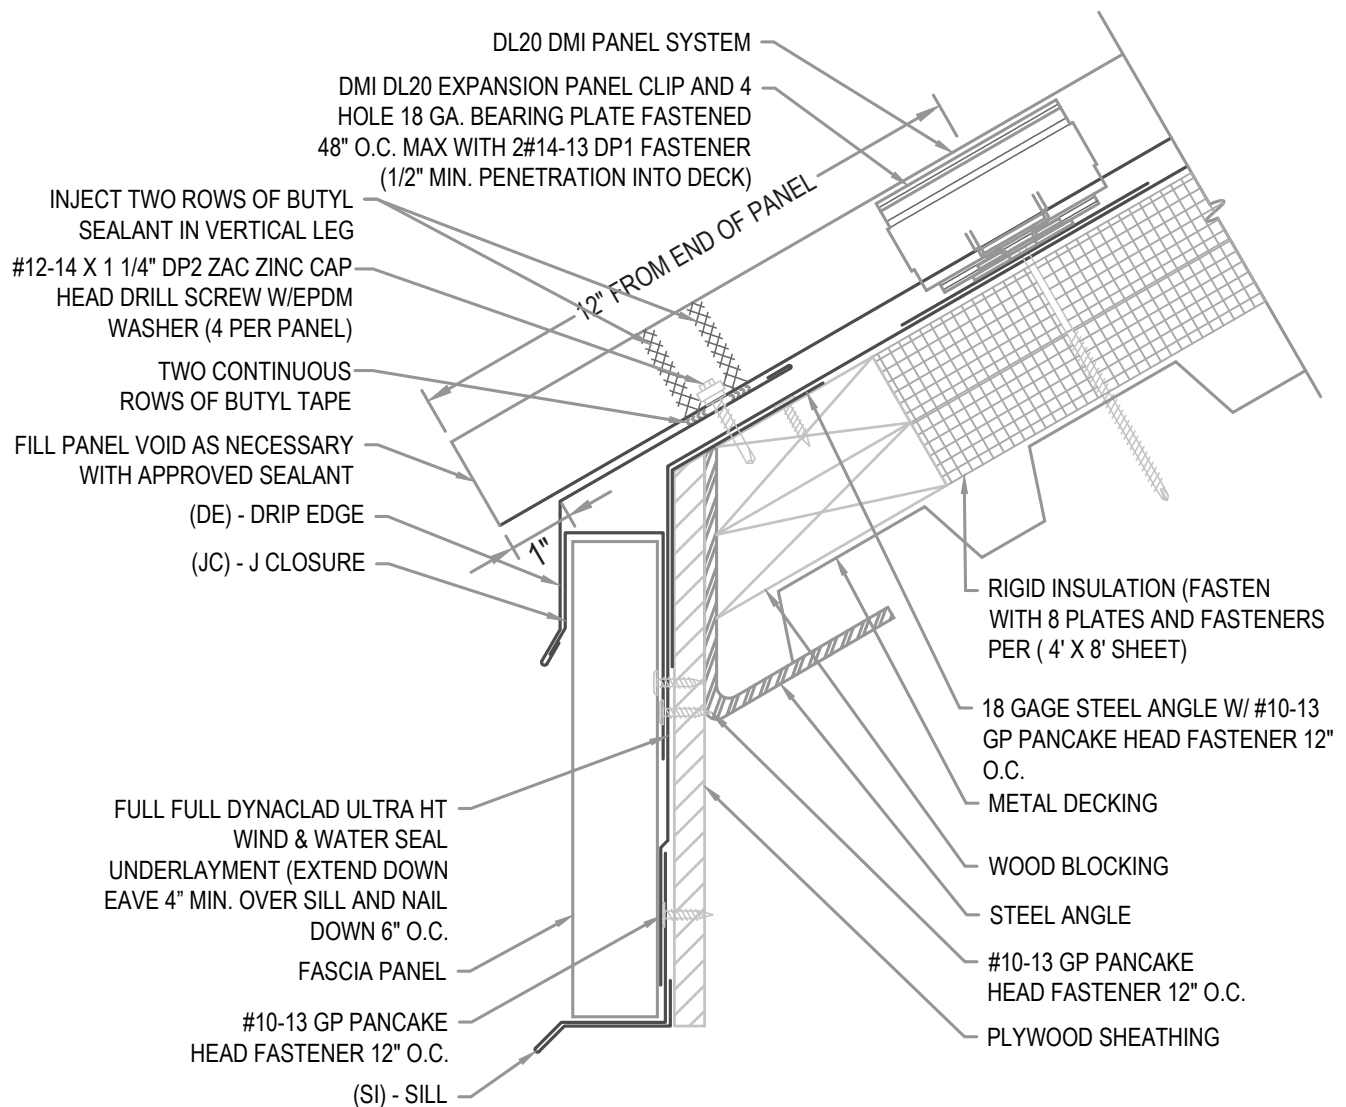 DL20 DMI PANEL SYSTEM
DMI DL20 EXPANSION PANEL CLIP AND 4
HOLE 18 GA. BEARING PLATE FASTENED
48" O.C. MAX WITH 2#14-13 DP1 FASTENER
(1/2" MIN. PENETRATION INTO DECK)
12" FROM END OF PANEL
INJECT TWO ROWS OF BUTYL
SEALANT IN VERTICAL LEG
#12-14 X 1 1/4" DP2 ZAC ZINC CAP
HEAD DRILL SCREW W/EPDM
WASHER (4 PER PANEL)
TWO CONTINUOUS
ROWS OF BUTYL TAPE
FILL PANEL VOID AS NECESSARY
WITH APPROVED SEALANT
(DE) - DRIP EDGE
1"
(JC) - J CLOSURE
FULL FULL DYNACLAD ULTRA HT
WIND & WATER SEAL
UNDERLAYMENT (EXTEND DOWN
EAVE 4” MIN. OVER SILL AND NAIL
DOWN 6" O.C.
FASCIA PANEL
#10-13 GP PANCAKE
HEAD FASTENER 12" O.C.
(SI) - SILL
RIGID INSULATION (FASTEN
WITH 8 PLATES AND FASTENERS
PER ( 4' X 8' SHEET)
18 GAGE STEEL ANGLE W/ #10-13
GP PANCAKE HEAD FASTENER 12"
O.C.
METAL DECKING
WOOD BLOCKING
STEEL ANGLE
#10-13 GP PANCAKE
HEAD FASTENER 12" O.C.
PLYWOOD SHEATHING